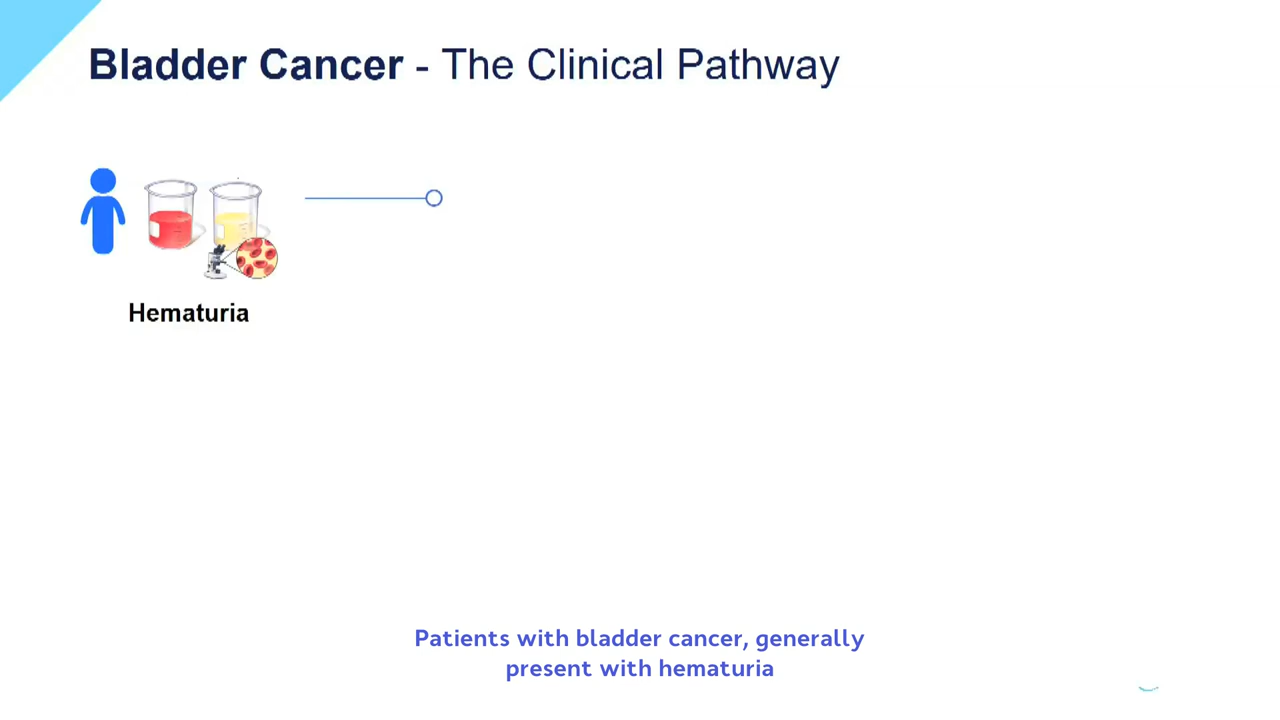 Bladder Cancer - The Clinical Pathway
Hematuria
Patients with bladder cancer, generally
present with hematuria